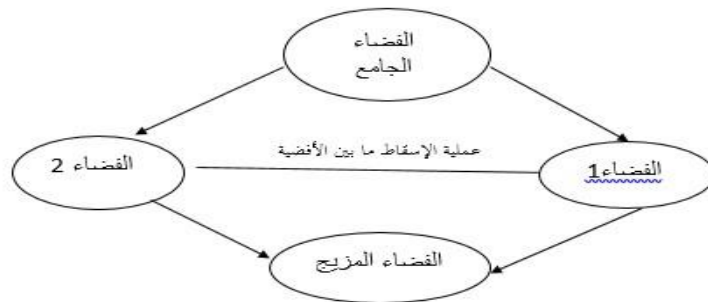 الفضاء
الجامع
عملية الإسقاط ما بين الأفضية
الفضاء1
الفضاء 2
الفضاء المزيج